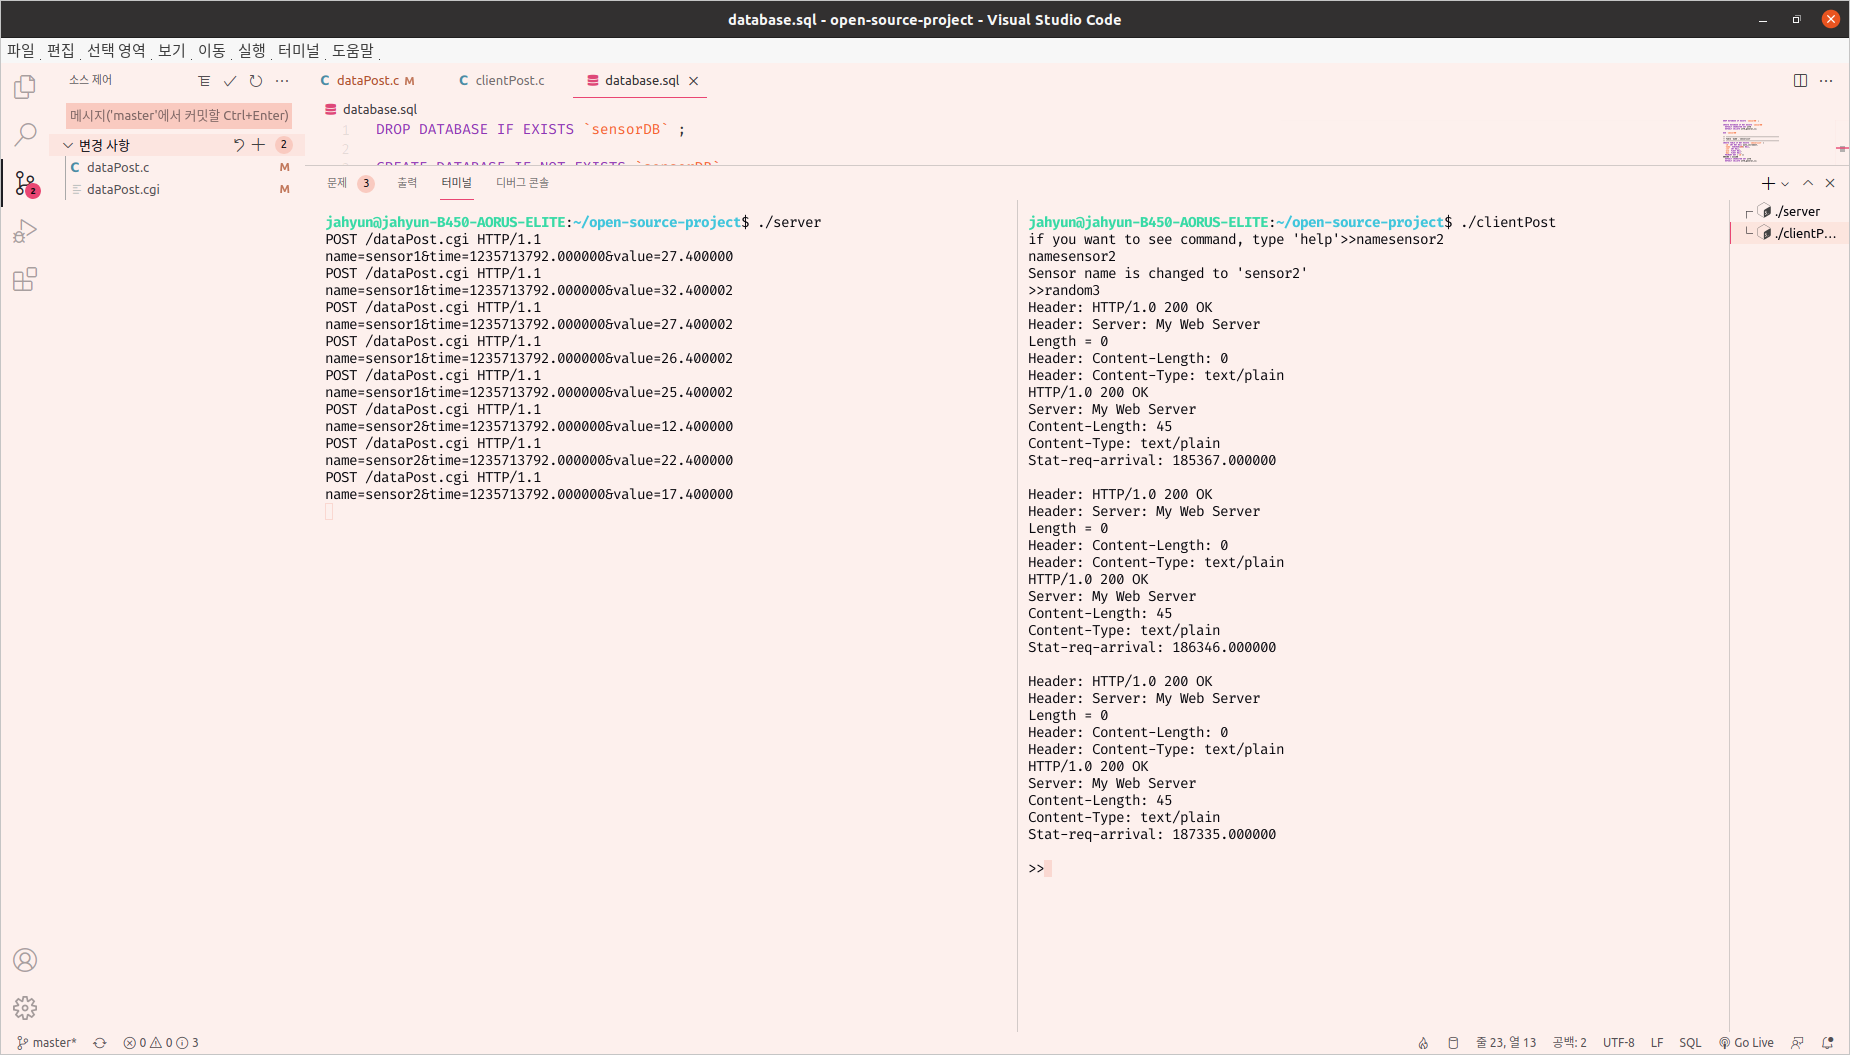 database.sql - open-source-project - Visual Studio Code
파일 편집 선택 영역 보기 이동 실행 터미널 도움말
소스 제어
메시지('master'에서 커밋할 Ctrl+Enter)
변경 사항 2
C dataPost.c M
dataPost.cgi M
2
C dataPost.c M
C clientPost.c
database.sql
database.sql
1 DROP DATABASE IF EXISTS `sensorDB` ;
2
CREATE DATABASE IF NOT EXISTS `sensorDB`
문제 3 출력 터미널 디버그 콘솔
jahyun@jahyun-B450-AORUS-ELITE:~/open-source-project$ ./server
POST /dataPost.cgi HTTP/1.1
name=sensor1&time=1235713792.000000&value=27.400000
POST /dataPost.cgi HTTP/1.1
name=sensor1&time=1235713792.000000&value=32.400002
POST /dataPost.cgi HTTP/1.1
name=sensor1&time=1235713792.000000&value=27.400002
POST /dataPost.cgi HTTP/1.1
name=sensor1&time=1235713792.000000&value=26.400002
POST /dataPost.cgi HTTP/1.1
name=sensor1&time=1235713792.000000&value=25.400002
POST /dataPost.cgi HTTP/1.1
name=sensor2&time=1235713792.000000&value=12.400000
POST /dataPost.cgi HTTP/1.1
name=sensor2&time=1235713792.000000&value=22.400000
POST /dataPost.cgi HTTP/1.1
name=sensor2&time=1235713792.000000&value=17.400000
jahyun@jahyun-B450-AORUS-ELITE:~/open-source-project$ ./clientPost
if you want to see command, type 'help'>>namesensor2
namesensor2
Sensor name is changed to 'sensor2'
>>random3
Header: HTTP/1.0 200 OK
Header: Server: My Web Server
Length = 0
Header: Content-Length: 0
Header: Content-Type: text/plain
HTTP/1.0 200 OK
Server: My Web Server
Content-Length: 45
Content-Type: text/plain
Stat-req-arrival: 185367.000000
Header: HTTP/1.0 200 OK
Header: Server: My Web Server
Length = 0
Header: Content-Length: 0
Header: Content-Type: text/plain
HTTP/1.0 200 OK
Server: My Web Server
Content-Length: 45
Content-Type: text/plain
Stat-req-arrival: 186346.000000
Header: HTTP/1.0 200 OK
Header: Server: My Web Server
Length = 0
Header: Content-Length: 0
Header: Content-Type: text/plain
HTTP/1.0 200 OK
Server: My Web Server
Content-Length: 45
Content-Type: text/plain
Stat-req-arrival: 187335.000000
>>
./server
./clientP...
master* 0 0 3
줄 23, 열 13 공백: 2 UTF-8 LF SQL Go Live